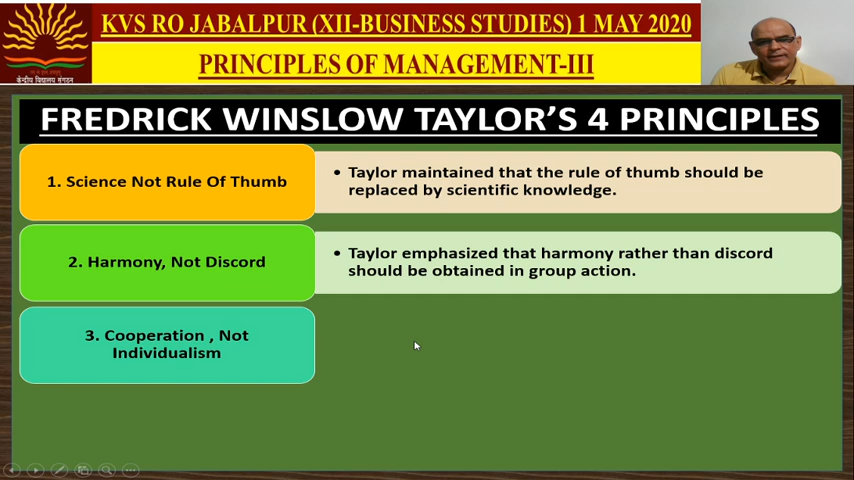 KVS RO JABALPUR (XII-BUSINESS STUDIES) 1 MAY 2020
PRINCIPLES OF MANAGEMENT-III
केन्द्रीय विद्यालय संगठन
FREDRICK WINSLOW TAYLOR'S 4 PRINCIPLES
1. Science Not Rule Of Thumb
• Taylor maintained that the rule of thumb should be
replaced by scientific knowledge.
2. Harmony, Not Discord
• Taylor emphasized that harmony rather than discord
should be obtained in group action.
3. Cooperation , Not
Individualism